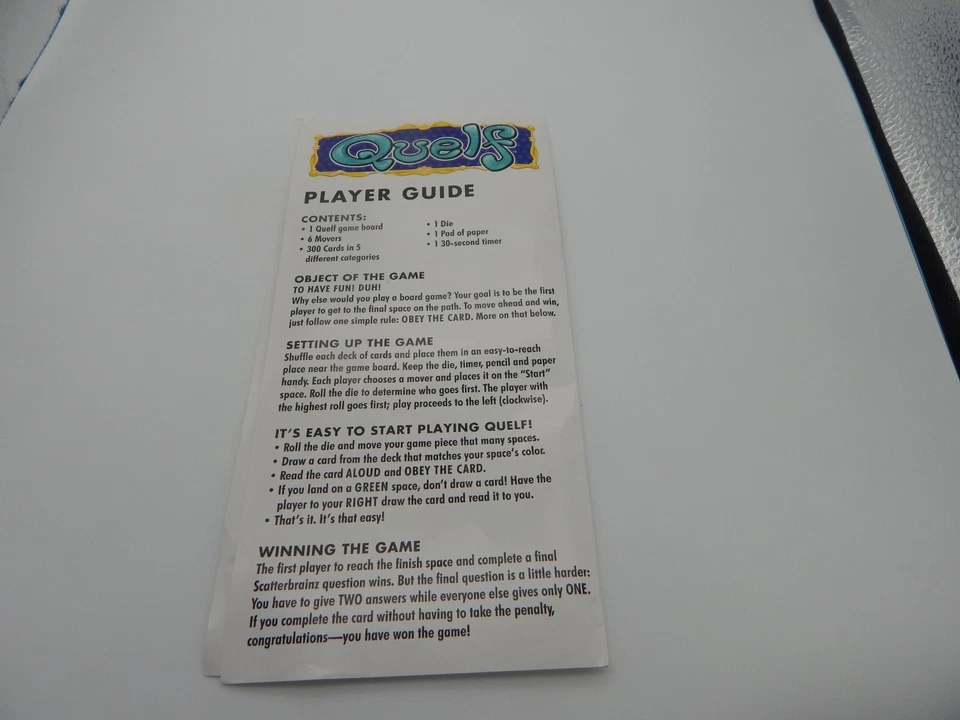 Quelf
PLAYER GUIDE
CONTENTS:
• 1 Quelf game board
• 6 Movers
• 300 Cards in 5
different categories
• 1 Die
• 1 Pad of paper
• 1 30-second timer
OBJECT OF THE GAME
TO HAVE FUN! DUH!
Why else would you play a board game? Your goal is to be the first
player to get to the final space on the path. To move ahead and win,
just follow one simple rule: OBEY THE CARD. More on that below.
SETTING UP THE GAME
Shuffle each deck of cards and place them in an easy-to-reach
place near the game board. Keep the die, timer, pencil and paper
handy. Each player chooses a mover and places it on the "Start"
space. Roll the die to determine who goes first. The player with
the highest roll goes first; play proceeds to the left (clockwise).
IT'S EASY TO START PLAYING QUELF!
• Roll the die and move your game piece that many spaces.
• Draw a card from the deck that matches your space's color.
• Read the card ALOUD and OBEY THE CARD.
• If you land on a GREEN space, don't draw a card! Have the
player to your RIGHT draw the card and read it to you.
• That's it. It's that easy!
WINNING THE GAME
The first player to reach the finish space and complete a final
Scatterbrainz question wins. But the final question is a little harder:
You have to give TWO answers while everyone else gives only ONE.
If you complete the card without having to take the penalty,
congratulations—you have won the game!